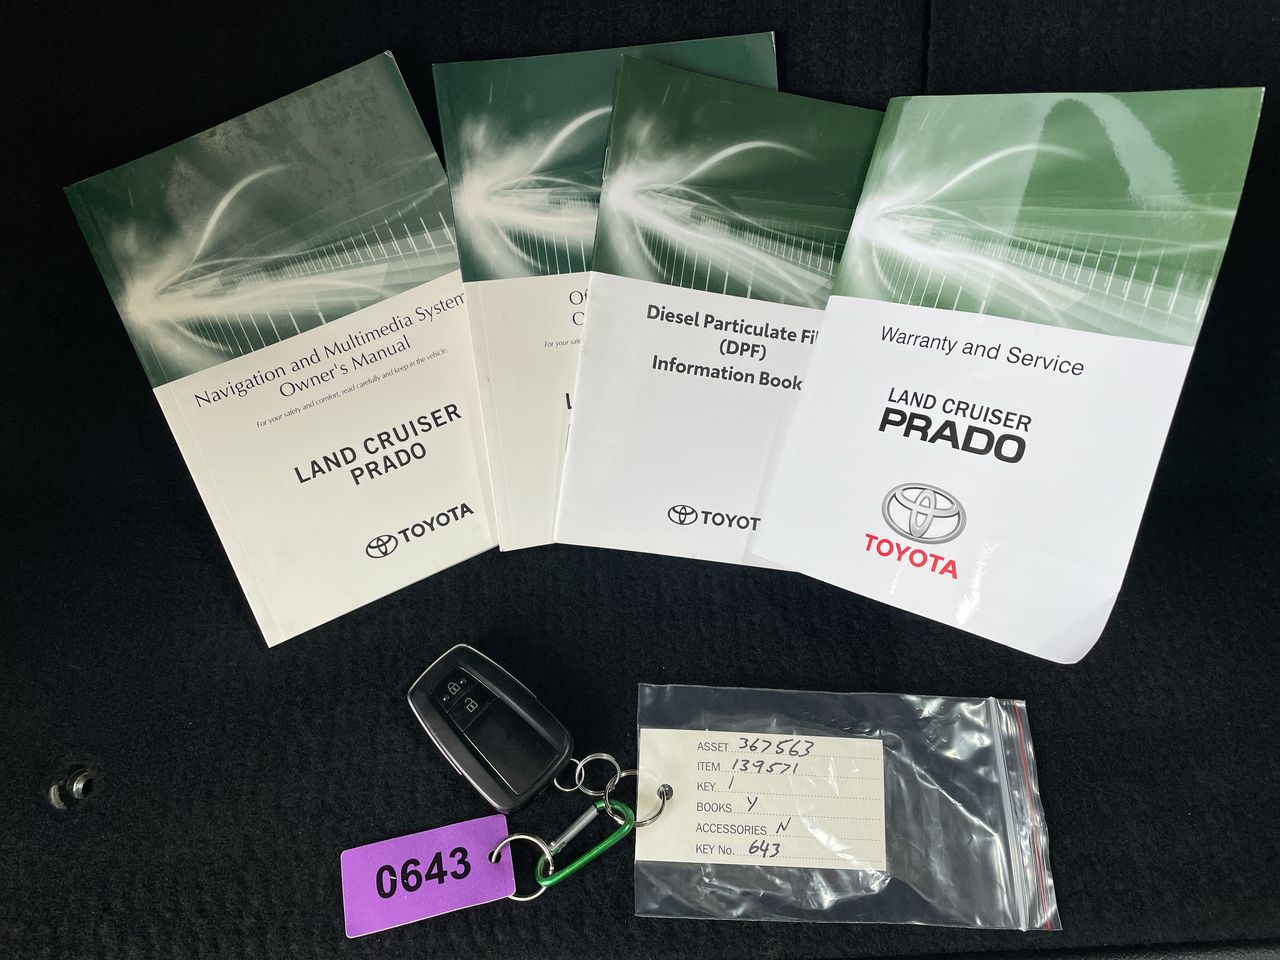 Navigation and Multimedia System
Owner's Manual
For your safety and comfort, read carefully and keep in the vehicle.
LAND CRUISER
PRADO
TOYOTA
For your safe
Diesel Particulate Fil
(DPF)
Information Book
TOYOT
Warranty and Service
LAND CRUISER
PRADO
TOYOTA
ASSET 367563
ITEM 139571
KEY 1
BOOKS Y
ACCESSORIES N
KEY No. 643
0643